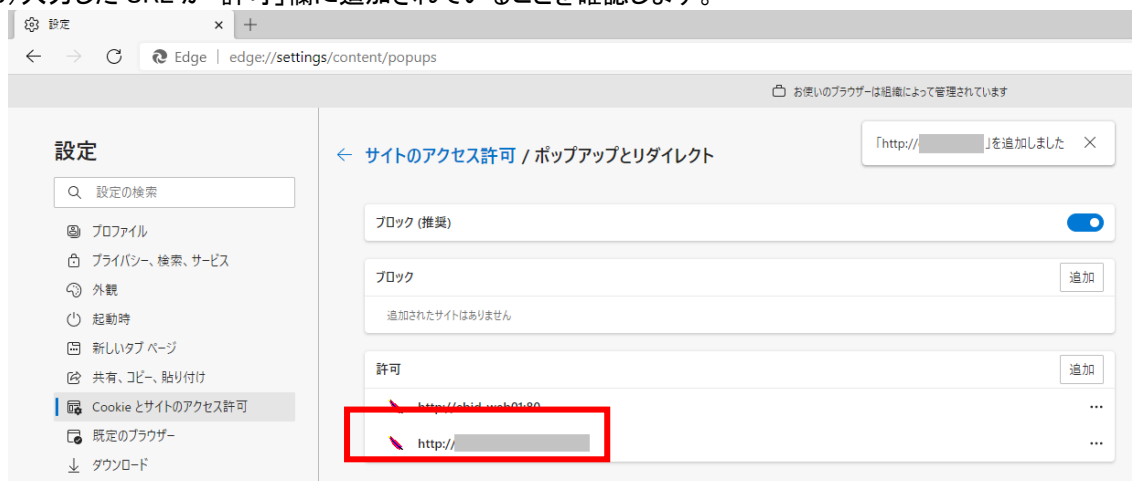 設定
Edge edge://settings/content/popups
お使いのブラウザーは組織によって管理されています
設定
設定の検索
プロファイル
プライバシー、検索、サービス
外観
起動時
新しいタブ ページ
共有、コピー、貼り付け
Cookie とサイトのアクセス許可
既定のブラウザー
ダウンロード
サイトのアクセス許可 / ポップアップとリダイレクト
「http:// 」を追加しました
ブロック (推奨)
ブロック
追加
追加されたサイトはありません
許可
追加
http://